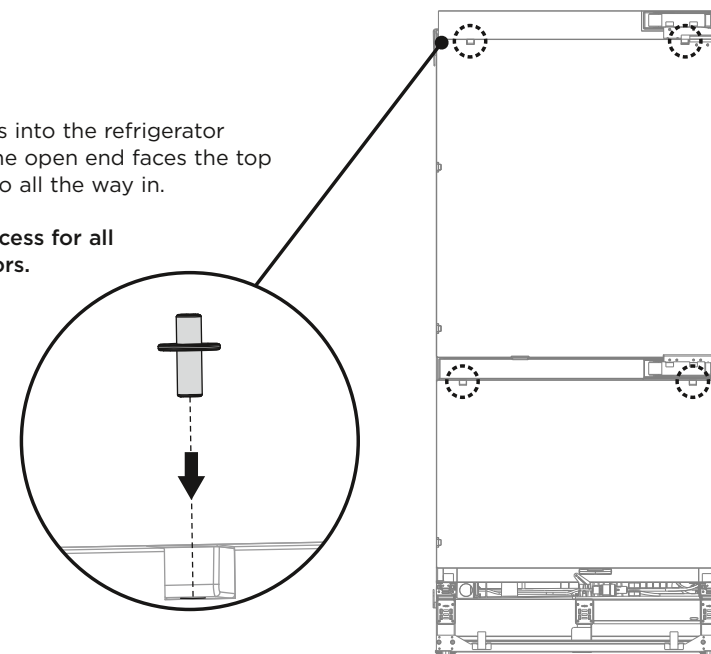 s into the refrigerator
he open end faces the top
o all the way in.
cess for all
ors.